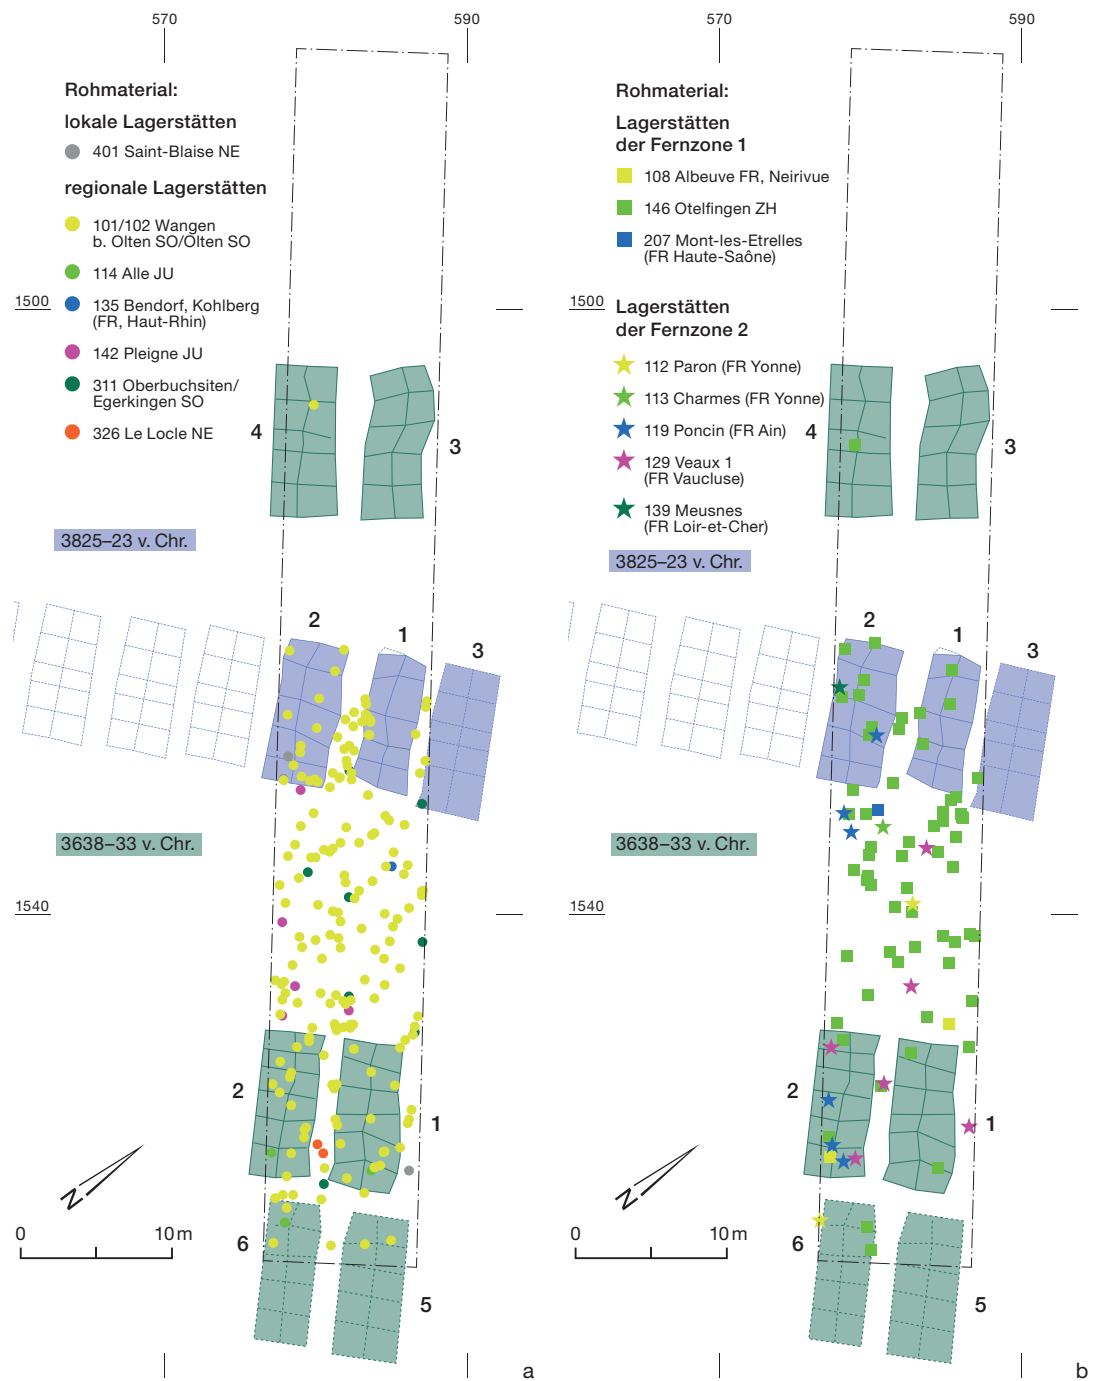 570
590
Rohmaterial:
lokale Lagerstätten
401 Saint-Blaise NE
regionale Lagerstätten
101/102 Wangen
b. Olten SO/Olten SO
114 Alle JU
1500
135 Bendorf, Kohlberg
(FR, Haut-Rhin)
142 Pleigne JU
311 Oberbuchsiten/
Egerkingen SO
326 Le Locle NE
4
3
3825–23 v. Chr.
2
1
3
3638–33 v. Chr.
1540
2
1
N
0
10 m
6
5
a
570
590
Rohmaterial:
Lagerstätten
der Fernzone 1
108 Albeuve FR, Neirivue
146 Otelfingen ZH
207 Mont-les-Etrelles
(FR Haute-Saône)
1500
Lagerstätten
der Fernzone 2
112 Paron (FR Yonne)
113 Charmes (FR Yonne)
119 Poncin (FR Ain)
129 Veaux 1
(FR Vaucluse)
139 Meusnes
(FR Loir-et-Cher)
4
3
3825–23 v. Chr.
2
1
3
3638–33 v. Chr.
1540
2
1
N
0
10 m
6
5
b